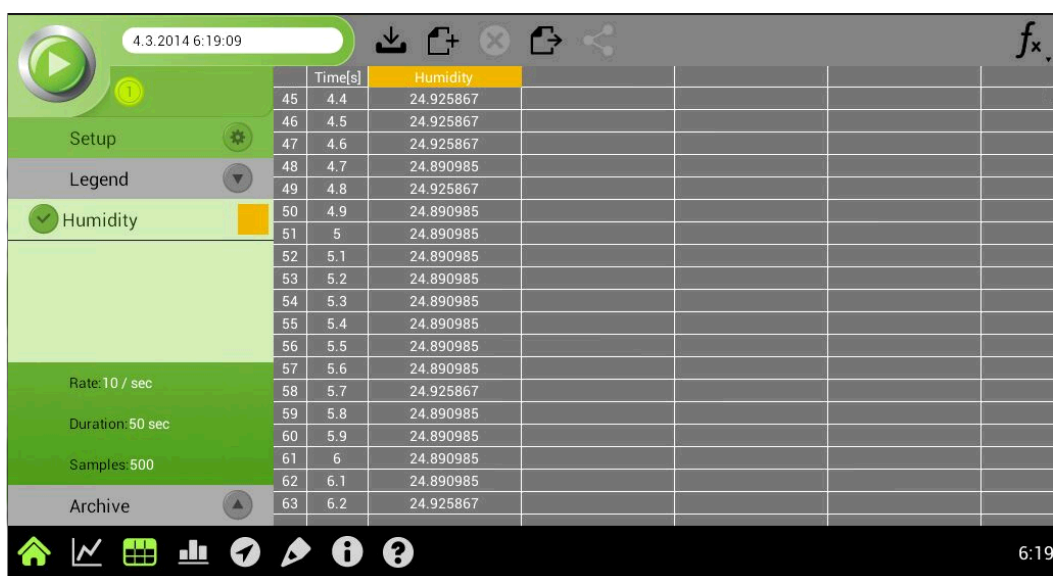 4.3.2014 6:19:09
fx
1
Setup
Legend
Humidity
Rate:10 / sec
Duration:50 sec
Samples:500
Archive
Time[s] Humidity
45 4.4 24.925867
46 4.5 24.925867
47 4.6 24.925867
48 4.7 24.890985
49 4.8 24.925867
50 4.9 24.890985
51 5 24.890985
52 5.1 24.890985
53 5.2 24.890985
54 5.3 24.890985
55 5.4 24.890985
56 5.5 24.890985
57 5.6 24.890985
58 5.7 24.925867
59 5.8 24.890985
60 5.9 24.890985
61 6 24.890985
62 6.1 24.890985
63 6.2 24.925867
6:19